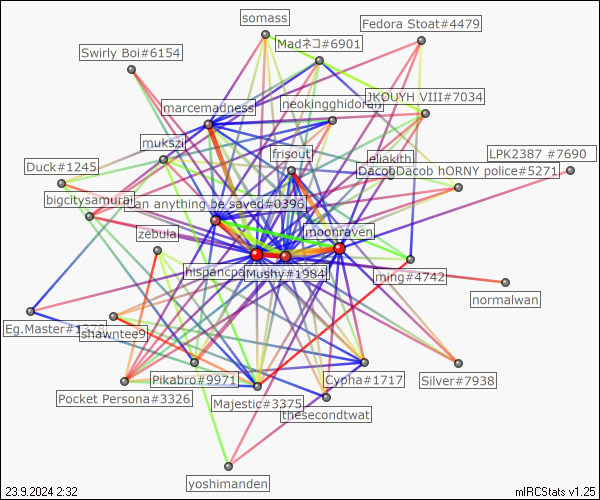 somass
Fedora Stoat#4479
Madネコ#6901
Swirly Boi#6154
JKOUYH VIII#7034
marcemadness
neokingghidorah
mukszi
frisout
eliakith
LPK2387 #7690
Duck#1245
DacobDacob hORNY police#5271
bigcitysamurai
can anything be saved#0396
zebula
moonraven
hispanco
Mushy#1984
ming#4742
normalwan
Eg.Master#1378
shawntee9
Pikabro#9971
Cypha#1717
Silver#7938
Pocket Persona#3326
Majestic#3375
thesecondtwat
yoshimanden
23.9.2024 2:32
mIRCStats v1.25